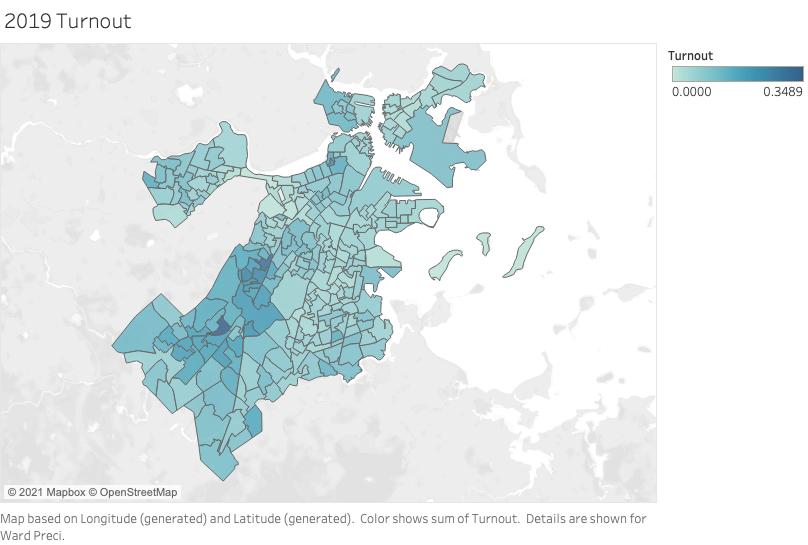 2019 Turnout
Turnout
0.0000 0.3489
© 2021 Mapbox © OpenStreetMap
Map based on Longitude (generated) and Latitude (generated).  Color shows sum of Turnout.  Details are shown for
Ward Preci.